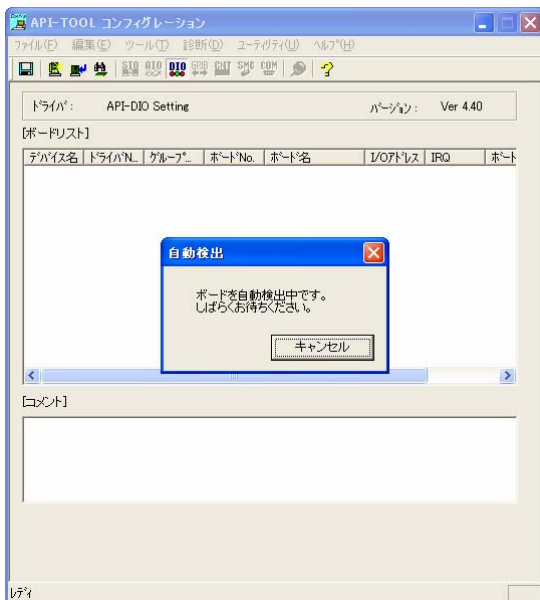 API-TOOL コンフィグレーション
ファイル(F) 編集(E) ツール(T) 診断(D) ユーティリティ(U) ヘルプ(H)
DIO CNT SMC COM
ドライバ： API-DIO Setting バージョン： Ver 4.40
[ボードリスト]
デバイス名 ドライバN... グループ... ボードNo. ボード名 I/Oアドレス IRQ ボード
自動検出
ボードを自動検出中です。
しばらくお待ちください。
キャンセル
[コメント]
レディ